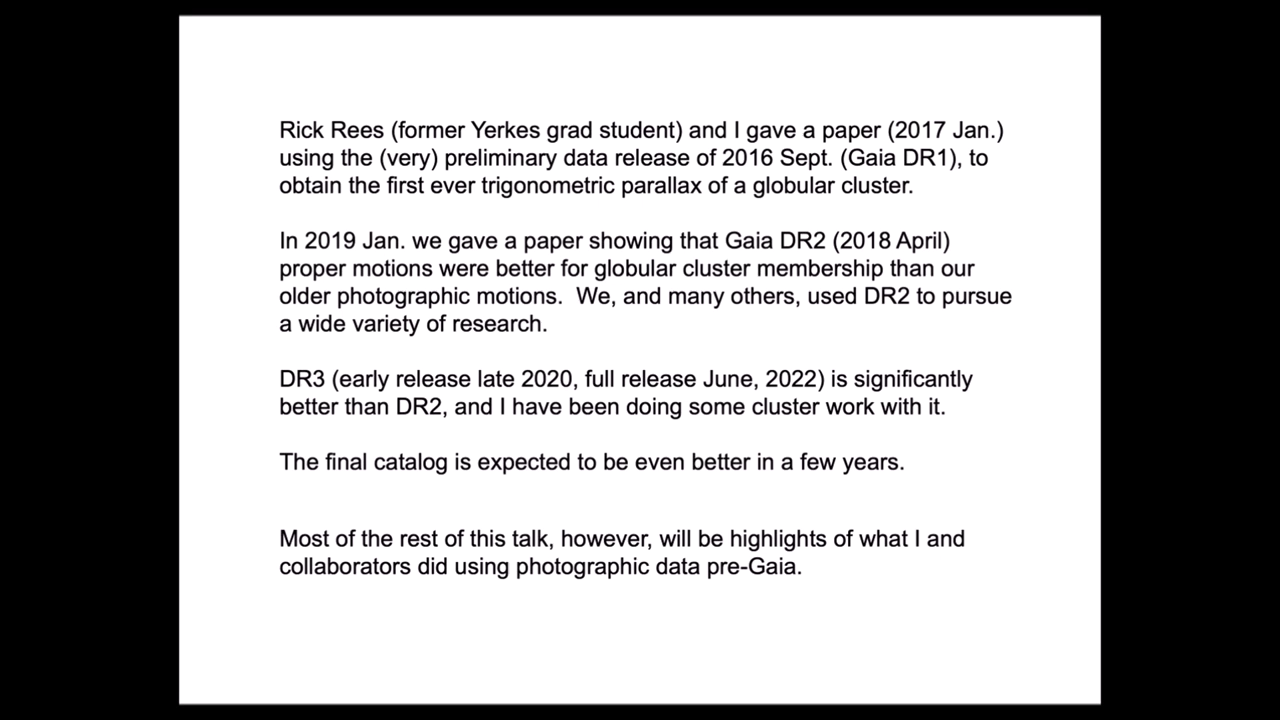 Rick Rees (former Yerkes grad student) and I gave a paper (2017 Jan.)
using the (very) preliminary data release of 2016 Sept. (Gaia DR1), to
obtain the first ever trigonometric parallax of a globular cluster.
In 2019 Jan. we gave a paper showing that Gaia DR2 (2018 April)
proper motions were better for globular cluster membership than our
older photographic motions.  We, and many others, used DR2 to pursue
a wide variety of research.
DR3 (early release late 2020, full release June, 2022) is significantly
better than DR2, and I have been doing some cluster work with it.
The final catalog is expected to be even better in a few years.
Most of the rest of this talk, however, will be highlights of what I and
collaborators did using photographic data pre-Gaia.